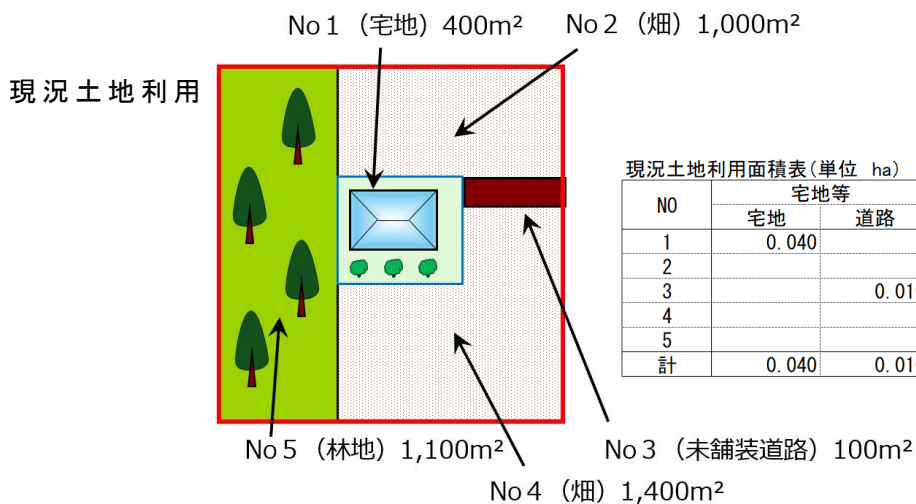 No１（宅地）400m²
No２（畑）1,000m²
現況土地利用
現況土地利用面積表（単位 ha）
NO 宅地等
宅地 道路
1 0.040
2
3 0.01
4
5
計 0.040 0.01
No５（林地）1,100m²
No３（未舗装道路）100m²
No４（畑）1,400m²